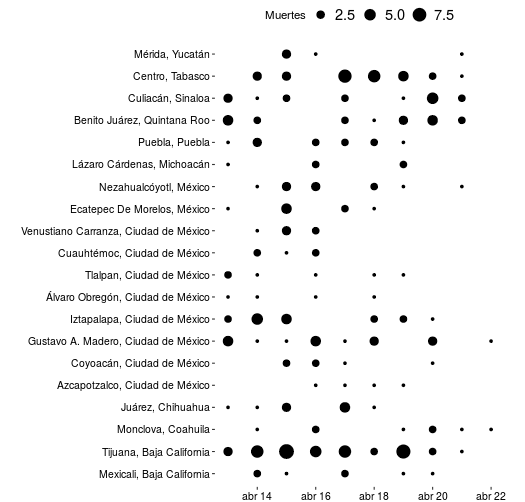 Muertes 2.5 5.0 7.5
Mérida, Yucatán
Centro, Tabasco
Culiacán, Sinaloa
Benito Juárez, Quintana Roo
Puebla, Puebla
Lázaro Cárdenas, Michoacán
Nezahualcóyotl, México
Ecatepec De Morelos, México
Venustiano Carranza, Ciudad de México
Cuauhtémoc, Ciudad de México
Tlalpan, Ciudad de México
Álvaro Obregón, Ciudad de México
Iztapalapa, Ciudad de México
Gustavo A. Madero, Ciudad de México
Coyoacán, Ciudad de México
Azcapotzalco, Ciudad de México
Juárez, Chihuahua
Monclova, Coahuila
Tijuana, Baja California
Mexicali, Baja California
abr 14 abr 16 abr 18 abr 20 abr 22